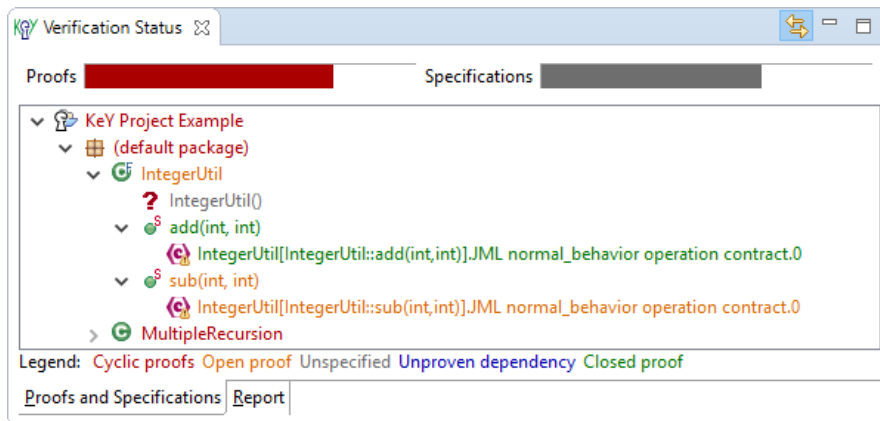 KeY Verification Status
Proofs Specifications
KeY Project Example
(default package)
IntegerUtil
? IntegerUtil()
add(int, int)
IntegerUtil[IntegerUtil::add(int,int)].JML normal_behavior operation contract.0
sub(int, int)
IntegerUtil[IntegerUtil::sub(int,int)].JML normal_behavior operation contract.0
MultipleRecursion
Legend: Cyclic proofs Open proof Unspecified Unproven dependency Closed proof
Proofs and Specifications Report